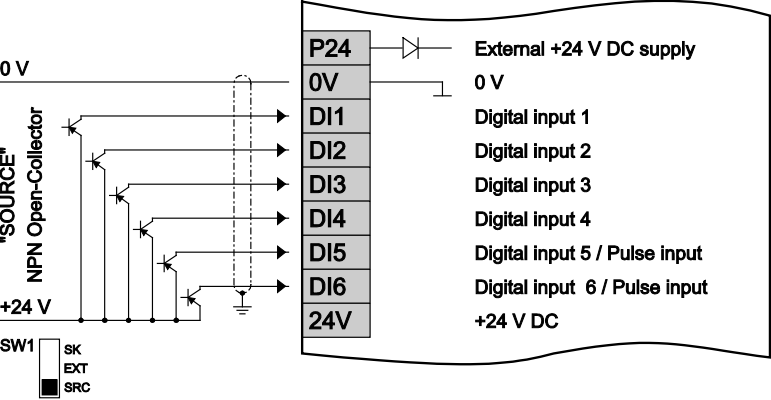 P24 External +24 V DC supply
0 V
0V 0 V
DI1 Digital input 1
DI2 Digital input 2
DI3 Digital input 3
DI4 Digital input 4
DI5 Digital input 5 / Pulse input
DI6 Digital input 6 / Pulse input
24V +24 V DC
"SOURCE"
NPN Open-Collector
+24 V
SW1
SK
EXT
SRC